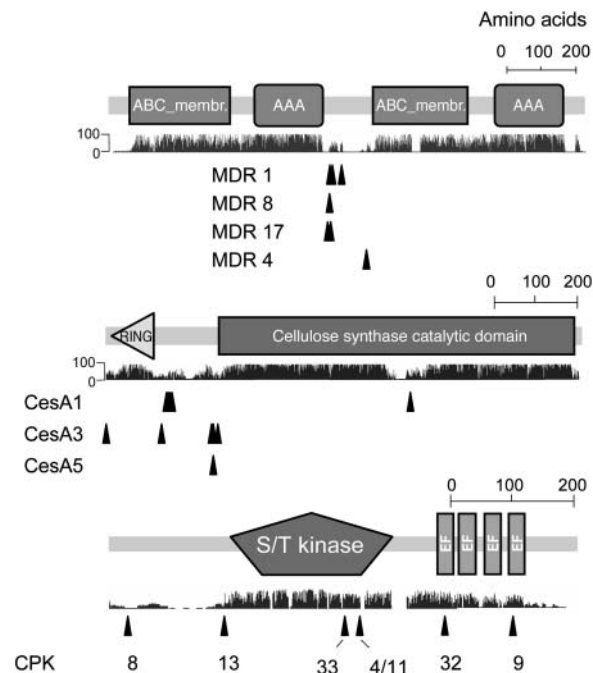 Amino acids
0 100 200
ABC_membr. AAA ABC_membr. AAA
100
0
MDR 1
MDR 8
MDR 17
MDR 4
0 100 200
RING Cellulose synthase catalytic domain
100
0
CesA1
CesA3
CesA5
0 100 200
S/T kinase EF EF EF EF
CPK 8 13 33 4/11 32 9